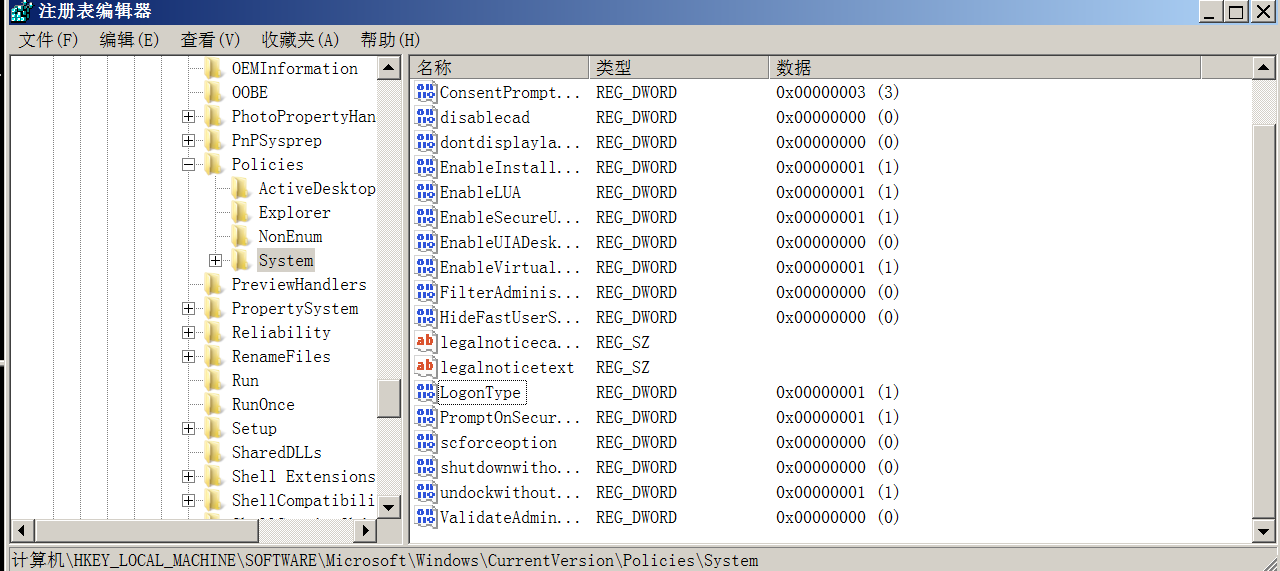 注册表编辑器
文件(F) 编辑(E) 查看(V) 收藏夹(A) 帮助(H)
OEMInformation
OOBE
PhotoPropertyHan
PnPSysprep
Policies
ActiveDesktop
Explorer
NonEnum
System
PreviewHandlers
PropertySystem
Reliability
RenameFiles
Run
RunOnce
Setup
SharedDLLs
Shell Extensions
ShellCompatibili
名称 类型 数据
ConsentPrompt... REG_DWORD 0x00000003 (3)
disablecad REG_DWORD 0x00000000 (0)
dontdisplayla... REG_DWORD 0x00000000 (0)
EnableInstall... REG_DWORD 0x00000001 (1)
EnableLUA REG_DWORD 0x00000001 (1)
EnableSecureU... REG_DWORD 0x00000001 (1)
EnableUIADesk... REG_DWORD 0x00000000 (0)
EnableVirtual... REG_DWORD 0x00000001 (1)
FilterAdminis... REG_DWORD 0x00000000 (0)
HideFastUserS... REG_DWORD 0x00000000 (0)
legalnoticeca... REG_SZ
legalnoticetext REG_SZ
LogonType REG_DWORD 0x00000001 (1)
PromptOnSecur... REG_DWORD 0x00000001 (1)
scforceoption REG_DWORD 0x00000000 (0)
shutdownwitho... REG_DWORD 0x00000000 (0)
undockwithout... REG_DWORD 0x00000001 (1)
ValidateAdmin... REG_DWORD 0x00000000 (0)
计算机\HKEY_LOCAL_MACHINE\SOFTWARE\Microsoft\Windows\CurrentVersion\Policies\System